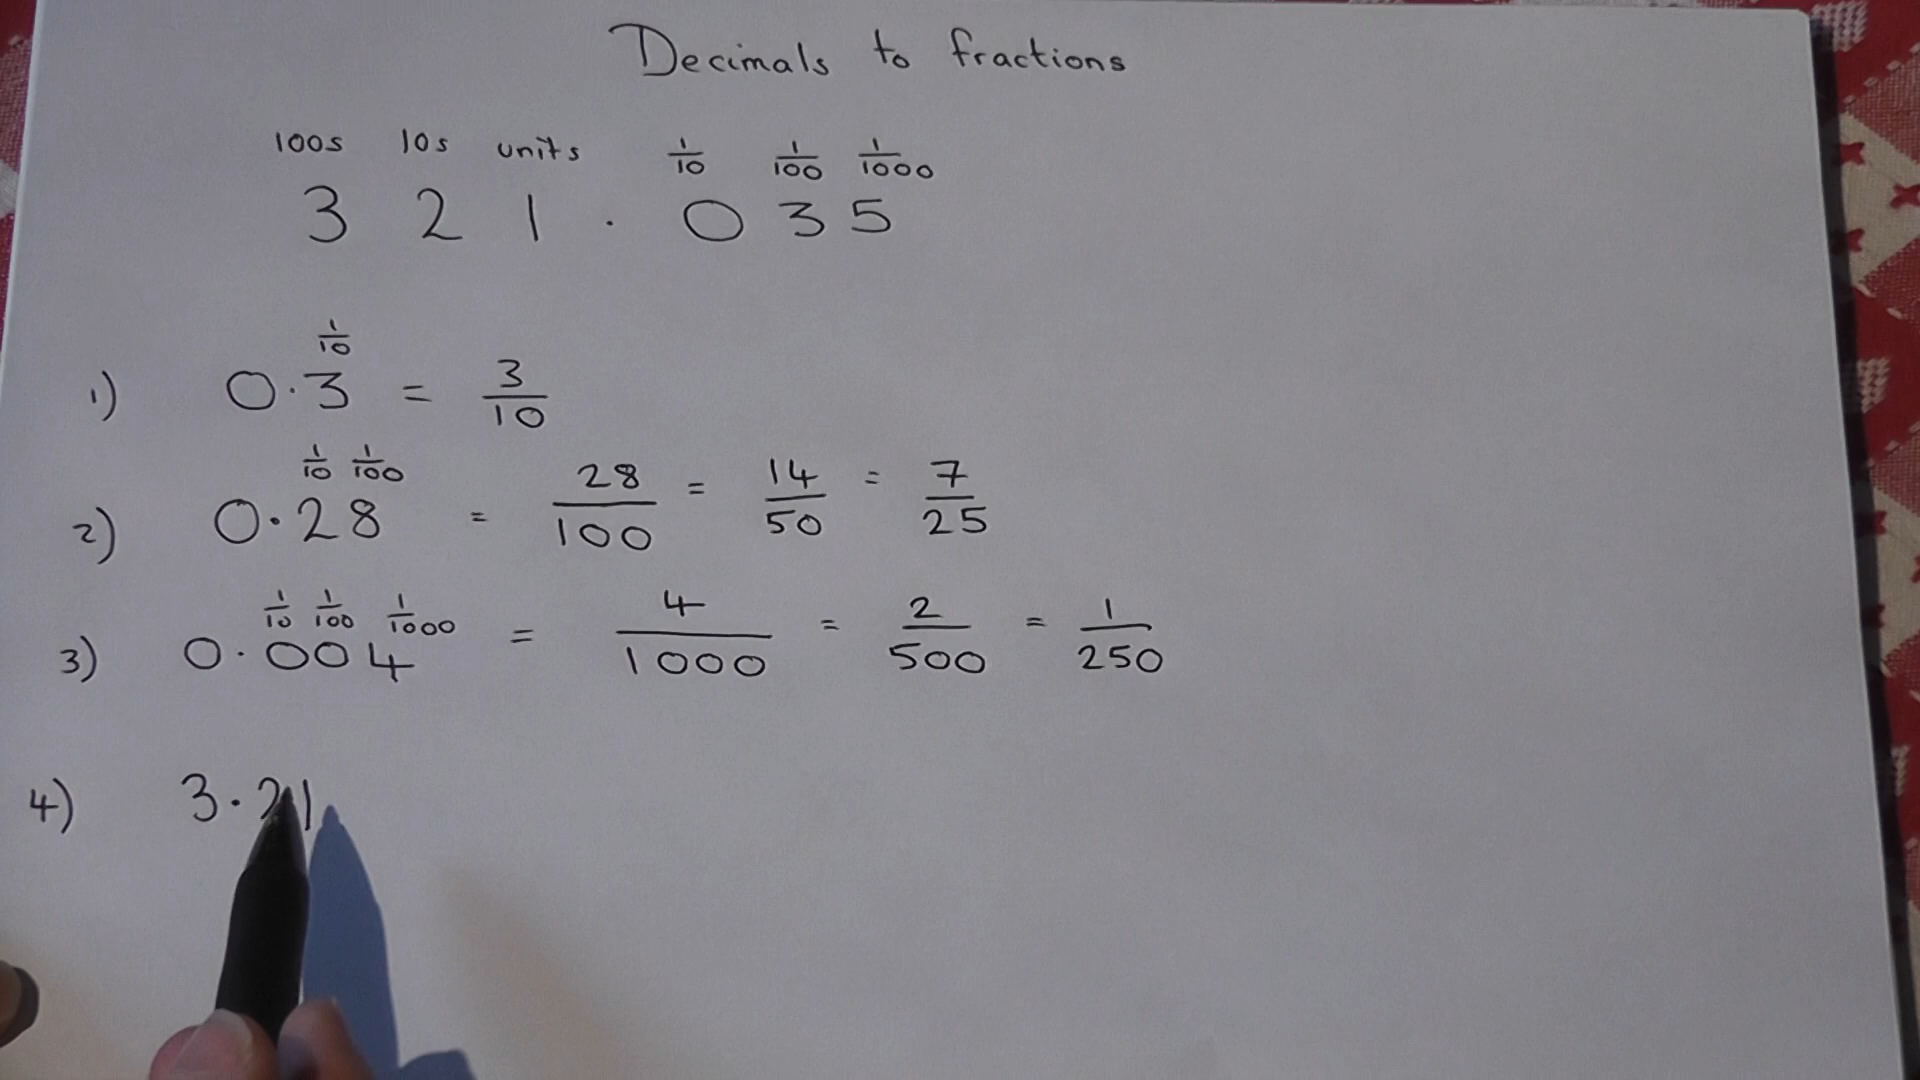 Decimals to fractions
100s 10s units 1/10 1/100 1/1000
3 2 1 . 0 3 5
1/10
1) 0.3 = 3/10
1/10 1/100
2) 0.28 = 28/100 = 14/50 = 7/25
1/10 1/100 1/1000
3) 0.004 = 4/1000 = 2/500 = 1/250
4) 3.21